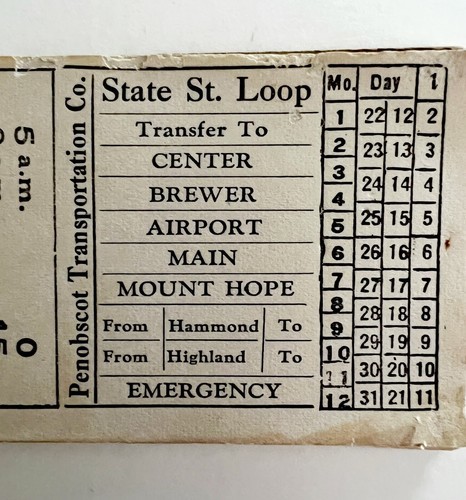 5 a.m.
0
15
Penobscot Transportation Co.
State St. Loop
Transfer To
CENTER
BREWER
AIRPORT
MAIN
MOUNT HOPE
From Hammond To
From Highland To
EMERGENCY
Mo. Day 1
1 22 12 2
2 23 13 3
3 24 14 4
4 25 15 5
5 26 16 6
6 27 17 7
7 28 18 8
8 29 19 9
9 30 20 10
10 31 21 11
11
12